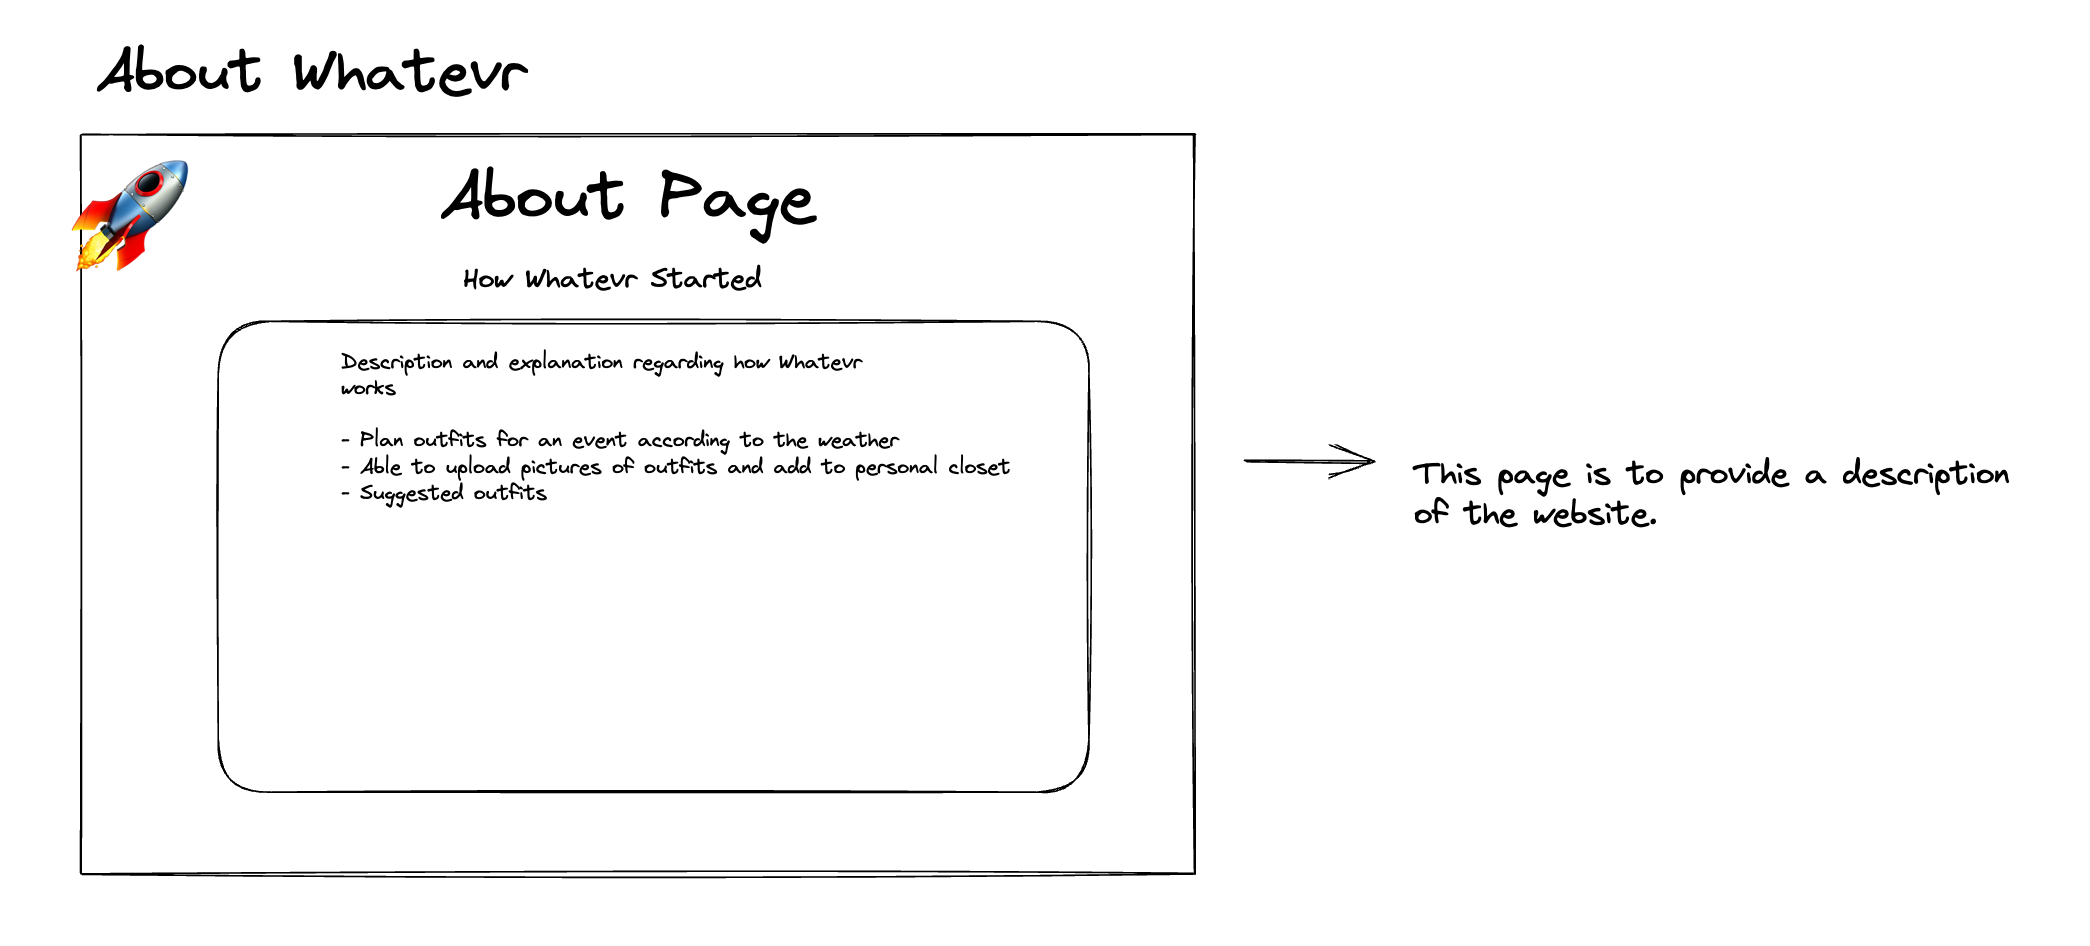 About Whatevr
About Page
How Whatevr Started
Description and explanation regarding how Whatevr
works
- Plan outfits for an event according to the weather
- Able to upload pictures of outfits and add to personal closet
- Suggested outfits
This page is to provide a description
of the website.